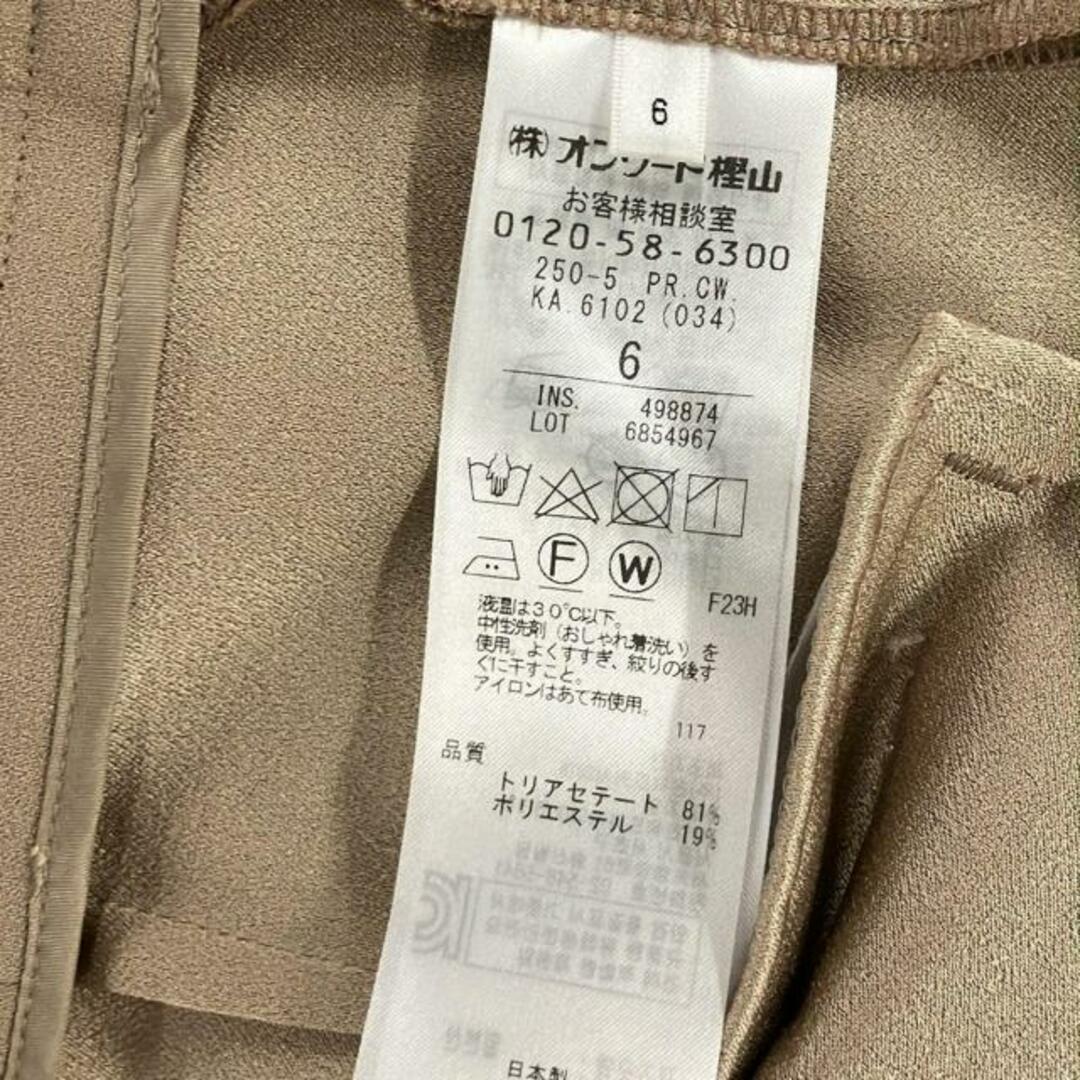 6
(株)オンワード樫山
お客様相談室
0120-58-6300
250-5 PR.CW.
KA.6102 (034)
6
INS. 498874
LOT 6854967
F
W
F23H
液温は30℃以下。
中性洗剤（おしゃれ着洗い）を
使用。よくすすぎ、絞りの後す
ぐに干すこと。
アイロンはあて布使用。
117
品質
トリアセテート 81%
ポリエステル 19%
日本製